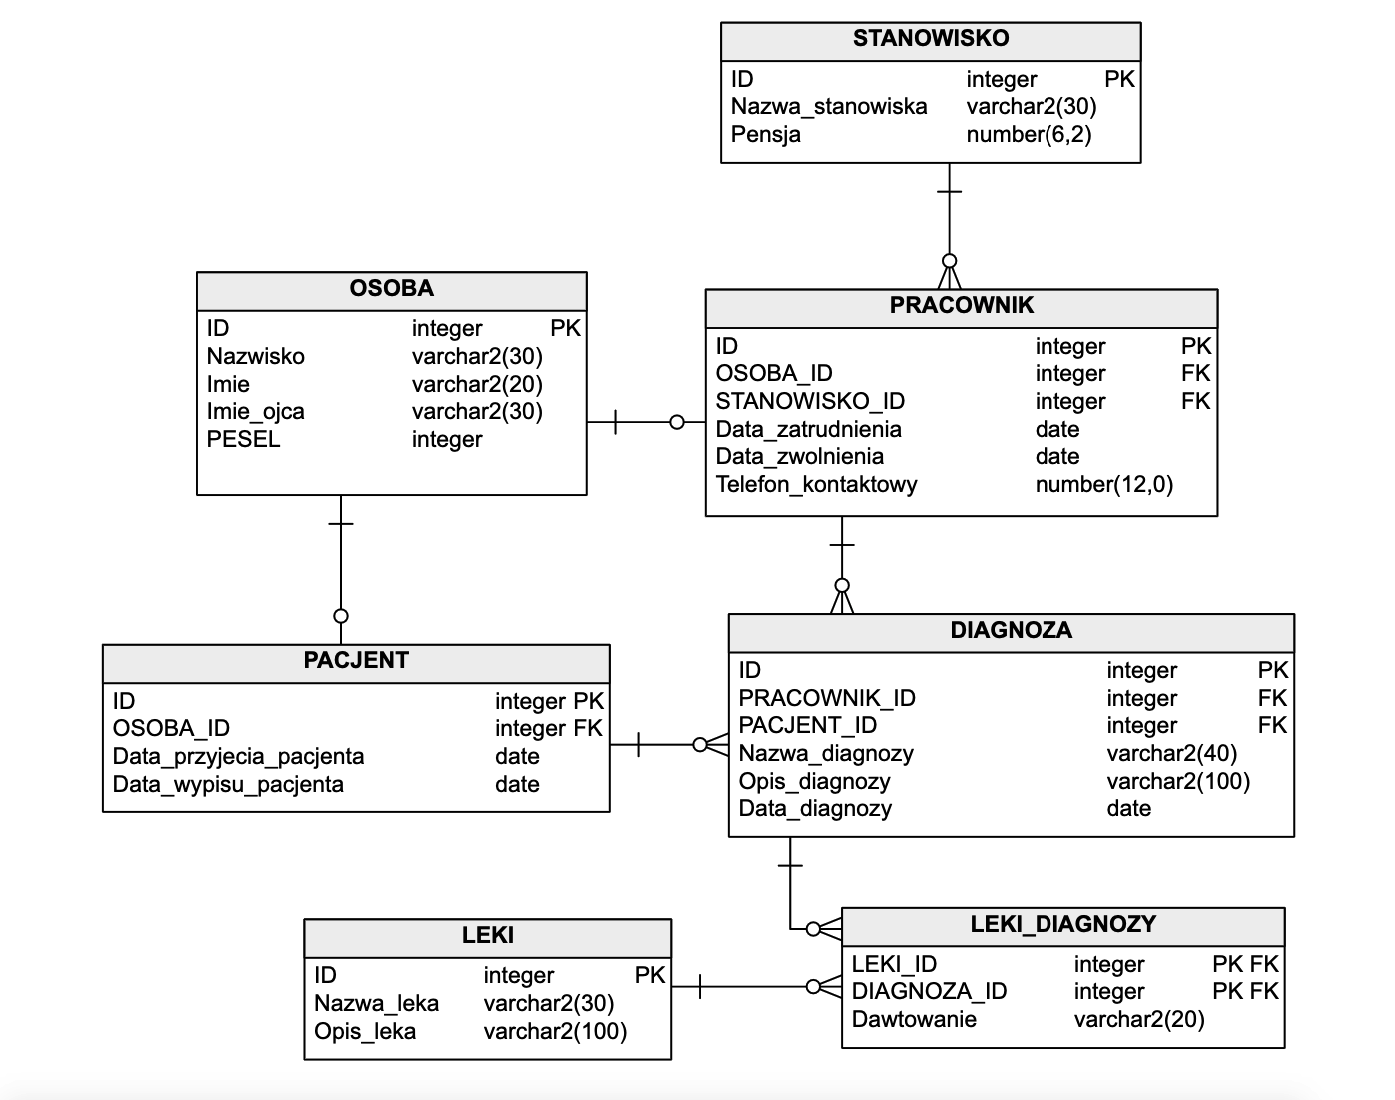 STANOWISKO
ID integer PK
Nazwa_stanowiska varchar2(30)
Pensja number(6,2)
OSOBA
ID integer PK
Nazwisko varchar2(30)
Imie varchar2(20)
Imie_ojca varchar2(30)
PESEL integer
PRACOWNIK
ID integer PK
OSOBA_ID integer FK
STANOWISKO_ID integer FK
Data_zatrudnienia date
Data_zwolnienia date
Telefon_kontaktowy number(12,0)
PACJENT
ID integer PK
OSOBA_ID integer FK
Data_przyjecia_pacjenta date
Data_wypisu_pacjenta date
DIAGNOZA
ID integer PK
PRACOWNIK_ID integer FK
PACJENT_ID integer FK
Nazwa_diagnozy varchar2(40)
Opis_diagnozy varchar2(100)
Data_diagnozy date
LEKI
ID integer PK
Nazwa_leka varchar2(30)
Opis_leka varchar2(100)
LEKI_DIAGNOZY
LEKI_ID integer PK FK
DIAGNOZA_ID integer PK FK
Dawtowanie varchar2(20)